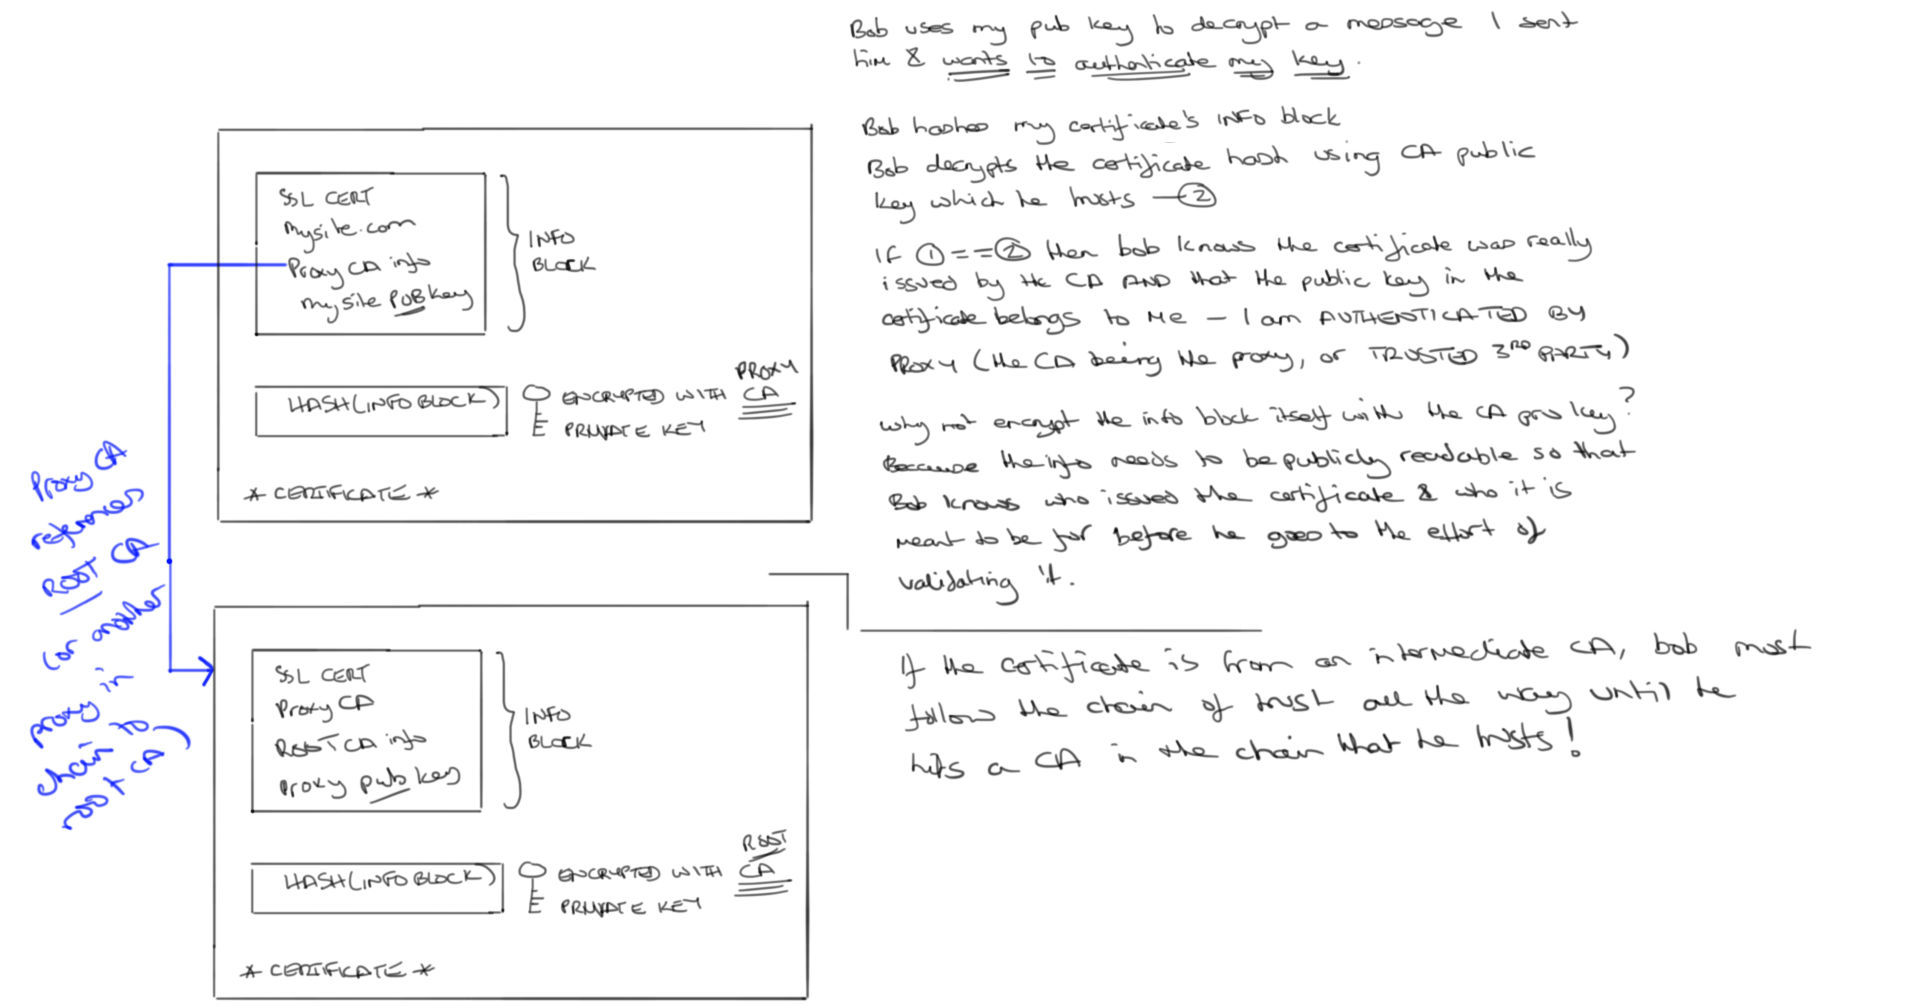 Bob uses my pub key to decrypt a message I sent
him & wants to authenticate my key.
Bob hashes my certificate's INFO block
Bob decrypts the certificate hash using CA public
key which he trusts — ②
IF ① == ② then bob knows the certificate was really
issued by the CA AND that the public key in the
certificate belongs to me – I am AUTHENTICATED BY
PROXY (the CA being the proxy, or TRUSTED 3RD PARTY)
why not encrypt the info block itself with the CA priv key?
Because the info needs to be publicly readable so that
Bob knows who issued the certificate & who it is
meant to be for before he goes to the effort of
validating it.
If the certificate is from an intermediate CA, bob must
follow the chain of trust all the way until he
hits a CA in the chain that he trusts!
SSL CERT
mysite.com
Proxy CA info
mysite PUB key
INFO
BLOCK
HASH(INFO BLOCK)
ENCRYPTED WITH PROXY CA
PRIVATE KEY
* CERTIFICATE *
Proxy CA
references
ROOT CA
(or another
proxy in
chain to
root CA)
SSL CERT
Proxy CA
ROOT CA info
Proxy pub key
INFO
BLOCK
HASH(INFO BLOCK)
ENCRYPTED WITH ROOT CA
PRIVATE KEY
* CERTIFICATE *